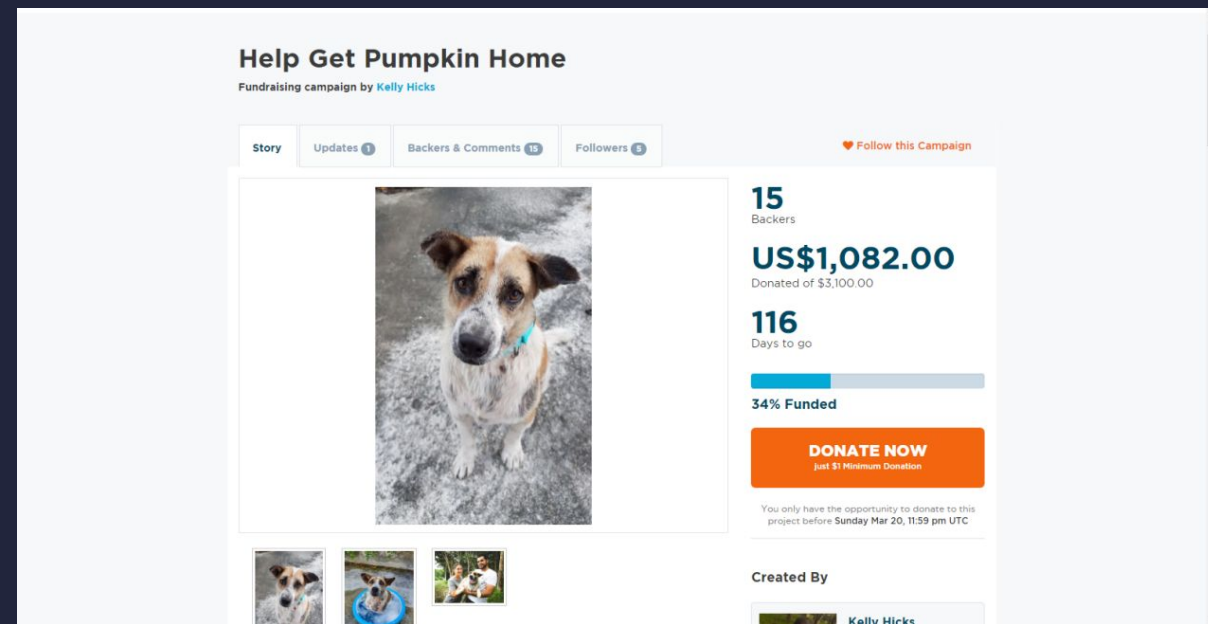 Help Get Pumpkin Home
Fundraising campaign by Kelly Hicks
Story
Updates 1
Backers & Comments 15
Followers 5
Follow this Campaign
15
Backers
US$1,082.00
Donated of $3,100.00
116
Days to go
34% Funded
DONATE NOW
just $1 Minimum Donation
You only have the opportunity to donate to this
project before Sunday Mar 20, 11:59 pm UTC
Created By
Kelly Hicks